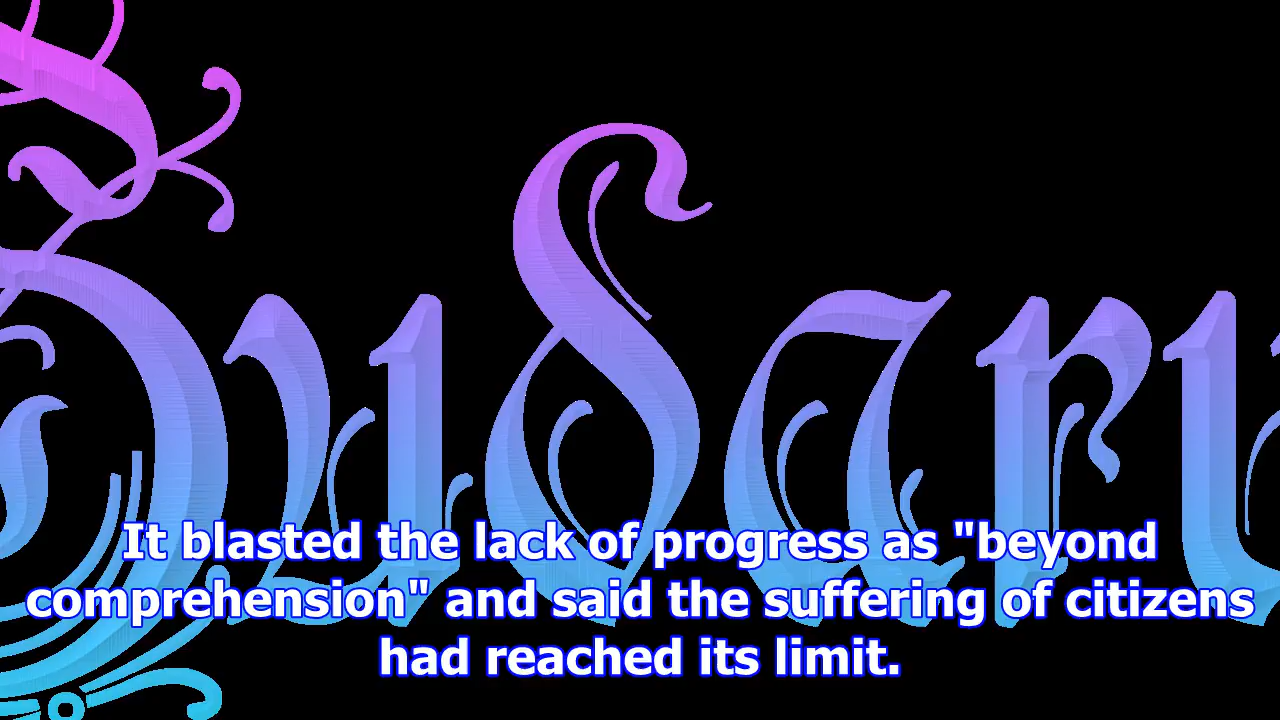 It blasted the lack of progress as "beyond
comprehension" and said the suffering of citizens
had reached its limit.